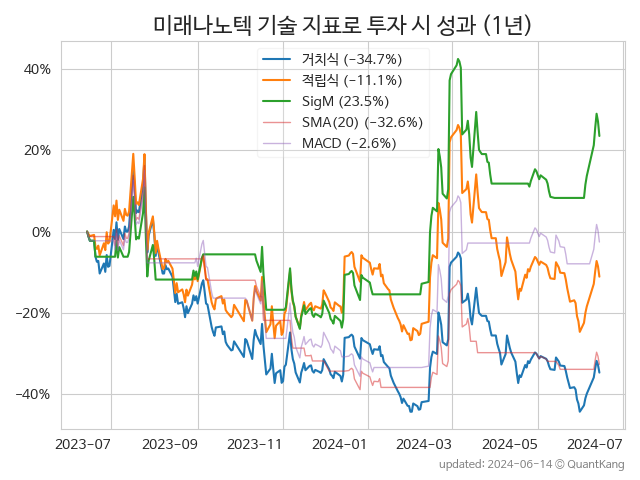 미래나노텍 기술 지표로 투자 시 성과 (1년)
거치식 (−34.7%)
적립식 (−11.1%)
SigM (23.5%)
SMA(20) (−32.6%)
MACD (−2.6%)
40%
20%
0%
−20%
−40%
2023-07 2023-09 2023-11 2024-01 2024-03 2024-05 2024-07
updated: 2024-06-14 © QuantKang